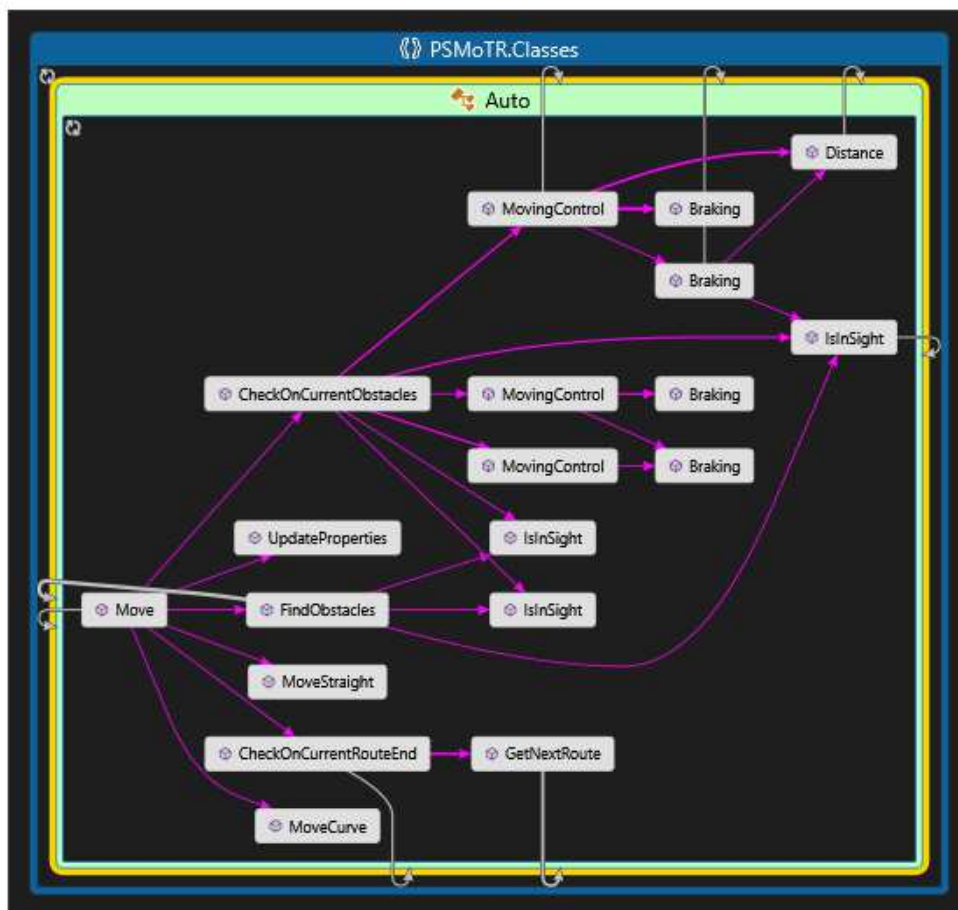 PSMoTR.Classes
Auto
Distance
MovingControl
Braking
Braking
IsInSight
CheckOnCurrentObstacles
MovingControl
Braking
MovingControl
Braking
UpdateProperties
IsInSight
Move
FindObstacles
IsInSight
MoveStraight
CheckOnCurrentRouteEnd
GetNextRoute
MoveCurve